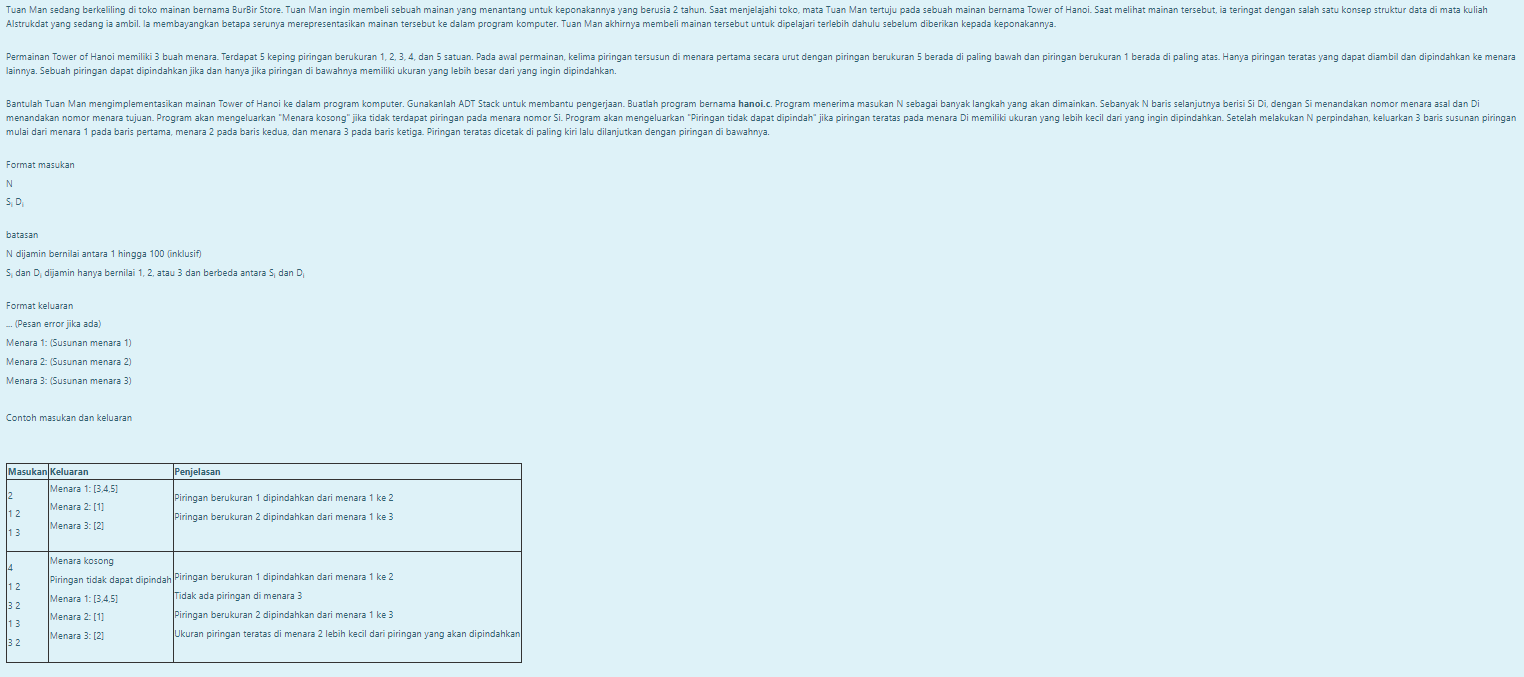 Tuan Man sedang berkeliling di toko mainan bernama BurBir Store. Tuan Man ingin membeli sebuah mainan yang menantang untuk keponakannya yang berusia 2 tahun. Saat menjelajahi toko, mata Tuan Man tertuju pada sebuah mainan bernama Tower of Hanoi. Saat melihat mainan tersebut, ia teringat dengan salah satu konsep struktur data di mata kuliah
Alstrukdat yang sedang ia ambil. Ia membayangkan betapa serunya merepresentasikan mainan tersebut ke dalam program komputer. Tuan Man akhirnya membeli mainan tersebut untuk dipelajari terlebih dahulu sebelum diberikan kepada keponakannya.
Permainan Tower of Hanoi memiliki 3 buah menara. Terdapat 5 keping piringan berukuran 1, 2, 3, 4, dan 5 satuan. Pada awal permainan, kelima piringan tersusun di menara pertama secara urut dengan piringan berukuran 5 berada di paling bawah dan piringan berukuran 1 berada di paling atas. Hanya piringan teratas yang dapat diambil dan dipindahkan ke menara
lainnya. Sebuah piringan dapat dipindahkan jika dan hanya jika piringan di bawahnya memiliki ukuran yang lebih besar dari yang ingin dipindahkan.
Bantulah Tuan Man mengimplementasikan mainan Tower of Hanoi ke dalam program komputer. Gunakanlah ADT Stack untuk membantu pengerjaan. Buatlah program bernama hanoi.c. Program menerima masukan N sebagai banyak langkah yang akan dimainkan. Sebanyak N baris selanjutnya berisi Si Di, dengan Si menandakan nomor menara asal dan Di
menandakan nomor menara tujuan. Program akan mengeluarkan "Menara kosong" jika tidak terdapat piringan pada menara nomor Si. Program akan mengeluarkan "Piringan tidak dapat dipindah" jika piringan teratas pada menara Di memiliki ukuran yang lebih kecil dari yang ingin dipindahkan. Setelah melakukan N perpindahan, keluarkan 3 baris susunan piringan
mulai dari menara 1 pada baris pertama, menara 2 pada baris kedua, dan menara 3 pada baris ketiga. Piringan teratas dicetak di paling kiri lalu dilanjutkan dengan piringan di bawahnya.
Format masukan
N
Si Di
batasan
N dijamin bernilai antara 1 hingga 100 (inklusif)
Si dan Di dijamin hanya bernilai 1, 2, atau 3 dan berbeda antara Si dan Di
Format keluaran
... (Pesan error jika ada)
Menara 1: (Susunan menara 1)
Menara 2: (Susunan menara 2)
Menara 3: (Susunan menara 3)
Contoh masukan dan keluaran
Masukan Keluaran Penjelasan
2
1 2
1 3
Menara 1: [3,4,5]
Menara 2: [1]
Menara 3: [2]
Piringan berukuran 1 dipindahkan dari menara 1 ke 2
Piringan berukuran 2 dipindahkan dari menara 1 ke 3
4
1 2
3 2
1 3
3 2
Menara kosong
Piringan tidak dapat dipindah
Menara 1: [3,4,5]
Menara 2: [1]
Menara 3: [2]
Piringan berukuran 1 dipindahkan dari menara 1 ke 2
Tidak ada piringan di menara 3
Piringan berukuran 2 dipindahkan dari menara 1 ke 3
Ukuran piringan teratas di menara 2 lebih kecil dari piringan yang akan dipindahkan